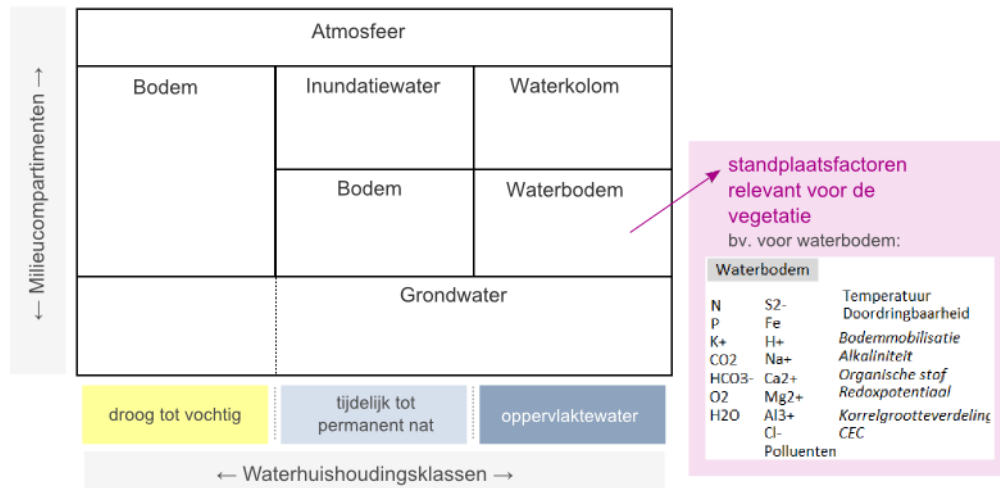 Atmosfeer
← Milieucompartimenten →
Bodem
Inundatiewater
Waterkolom
Bodem
Waterbodem
Grondwater
droog tot vochtig
tijdelijk tot
permanent nat
oppervlaktewater
← Waterhuishoudingsklassen →
standplaatsfactoren
relevant voor de
vegetatie
bv. voor waterbodem:
Waterbodem
N
P
K+
CO2
HCO3-
O2
H2O
S2-
Fe
H+
Na+
Ca2+
Mg2+
Al3+
Cl-
Polluenten
Temperatuur
Doordringbaarheid
Bodemmobilisatie
Alkaliniteit
Organische stof
Redoxpotentiaal
Korrelgrootteverdeling
CEC